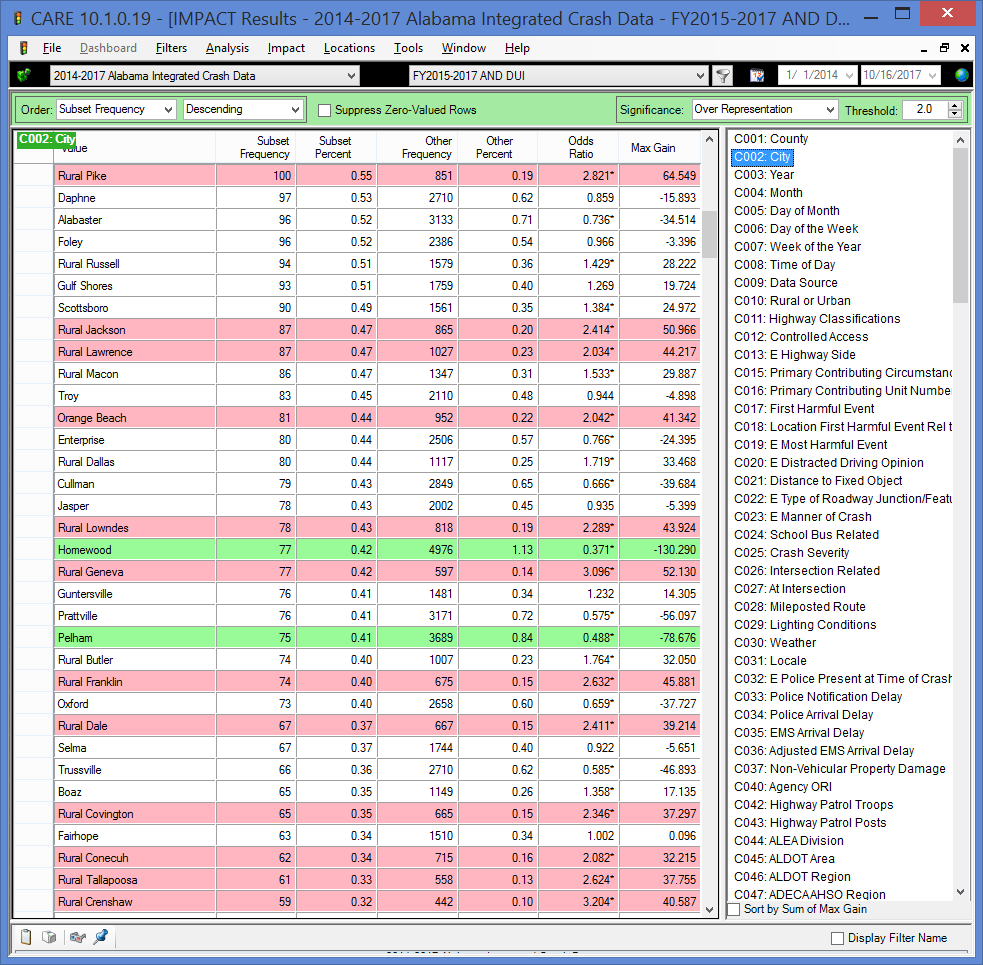 CARE 10.1.0.19 - [IMPACT Results - 2014-2017 Alabama Integrated Crash Data - FY2015-2017 AND D...
File Dashboard Filters Analysis Impact Locations Tools Window Help
2014-2017 Alabama Integrated Crash Data FY2015-2017 AND DUI 1/ 1/2014 10/16/2017
Order: Subset Frequency Descending Suppress Zero-Valued Rows Significance: Over Representation Threshold: 2.0
C002: City
Value Subset Frequency Subset Percent Other Frequency Other Percent Odds Ratio Max Gain
Rural Pike 100 0.55 851 0.19 2.821* 64.549
Daphne 97 0.53 2710 0.62 0.859 -15.893
Alabaster 96 0.52 3133 0.71 0.736* -34.514
Foley 96 0.52 2386 0.54 0.966 -3.396
Rural Russell 94 0.51 1579 0.36 1.429* 28.222
Gulf Shores 93 0.51 1759 0.40 1.269 19.724
Scottsboro 90 0.49 1561 0.35 1.384* 24.972
Rural Jackson 87 0.47 865 0.20 2.414* 50.966
Rural Lawrence 87 0.47 1027 0.23 2.034* 44.217
Rural Macon 86 0.47 1347 0.31 1.533* 29.887
Troy 83 0.45 2110 0.48 0.944 -4.898
Orange Beach 81 0.44 952 0.22 2.042* 41.342
Enterprise 80 0.44 2506 0.57 0.766* -24.395
Rural Dallas 80 0.44 1117 0.25 1.719* 33.468
Cullman 79 0.43 2849 0.65 0.666* -39.684
Jasper 78 0.43 2002 0.45 0.935 -5.399
Rural Lowndes 78 0.43 818 0.19 2.289* 43.924
Homewood 77 0.42 4976 1.13 0.371* -130.290
Rural Geneva 77 0.42 597 0.14 3.096* 52.130
Guntersville 76 0.41 1481 0.34 1.232 14.305
Prattville 76 0.41 3171 0.72 0.575* -56.097
Pelham 75 0.41 3689 0.84 0.488* -78.676
Rural Butler 74 0.40 1007 0.23 1.764* 32.050
Rural Franklin 74 0.40 675 0.15 2.632* 45.881
Oxford 73 0.40 2658 0.60 0.659* -37.727
Rural Dale 67 0.37 667 0.15 2.411* 39.214
Selma 67 0.37 1744 0.40 0.922 -5.651
Trussville 66 0.36 2710 0.62 0.585* -46.893
Boaz 65 0.35 1149 0.26 1.358* 17.135
Rural Covington 65 0.35 665 0.15 2.346* 37.297
Fairhope 63 0.34 1510 0.34 1.002 0.096
Rural Conecuh 62 0.34 715 0.16 2.082* 32.215
Rural Tallapoosa 61 0.33 558 0.13 2.624* 37.755
Rural Crenshaw 59 0.32 442 0.10 3.204* 40.587
C001: County
C002: City
C003: Year
C004: Month
C005: Day of Month
C006: Day of the Week
C007: Week of the Year
C008: Time of Day
C009: Data Source
C010: Rural or Urban
C011: Highway Classifications
C012: Controlled Access
C013: E Highway Side
C015: Primary Contributing Circumstanc
C016: Primary Contributing Unit Numbe
C017: First Harmful Event
C018: Location First Harmful Event Rel t
C019: E Most Harmful Event
C020: E Distracted Driving Opinion
C021: Distance to Fixed Object
C022: E Type of Roadway Junction/Featu
C023: E Manner of Crash
C024: School Bus Related
C025: Crash Severity
C026: Intersection Related
C027: At Intersection
C028: Mileposted Route
C029: Lighting Conditions
C030: Weather
C031: Locale
C032: E Police Present at Time of Crash
C033: Police Notification Delay
C034: Police Arrival Delay
C035: EMS Arrival Delay
C036: Adjusted EMS Arrival Delay
C037: Non-Vehicular Property Damage
C040: Agency ORI
C042: Highway Patrol Troops
C043: Highway Patrol Posts
C044: ALEA Division
C045: ALDOT Area
C046: ALDOT Region
C047: ADECAAHSO Region
Sort by Sum of Max Gain
Display Filter Name